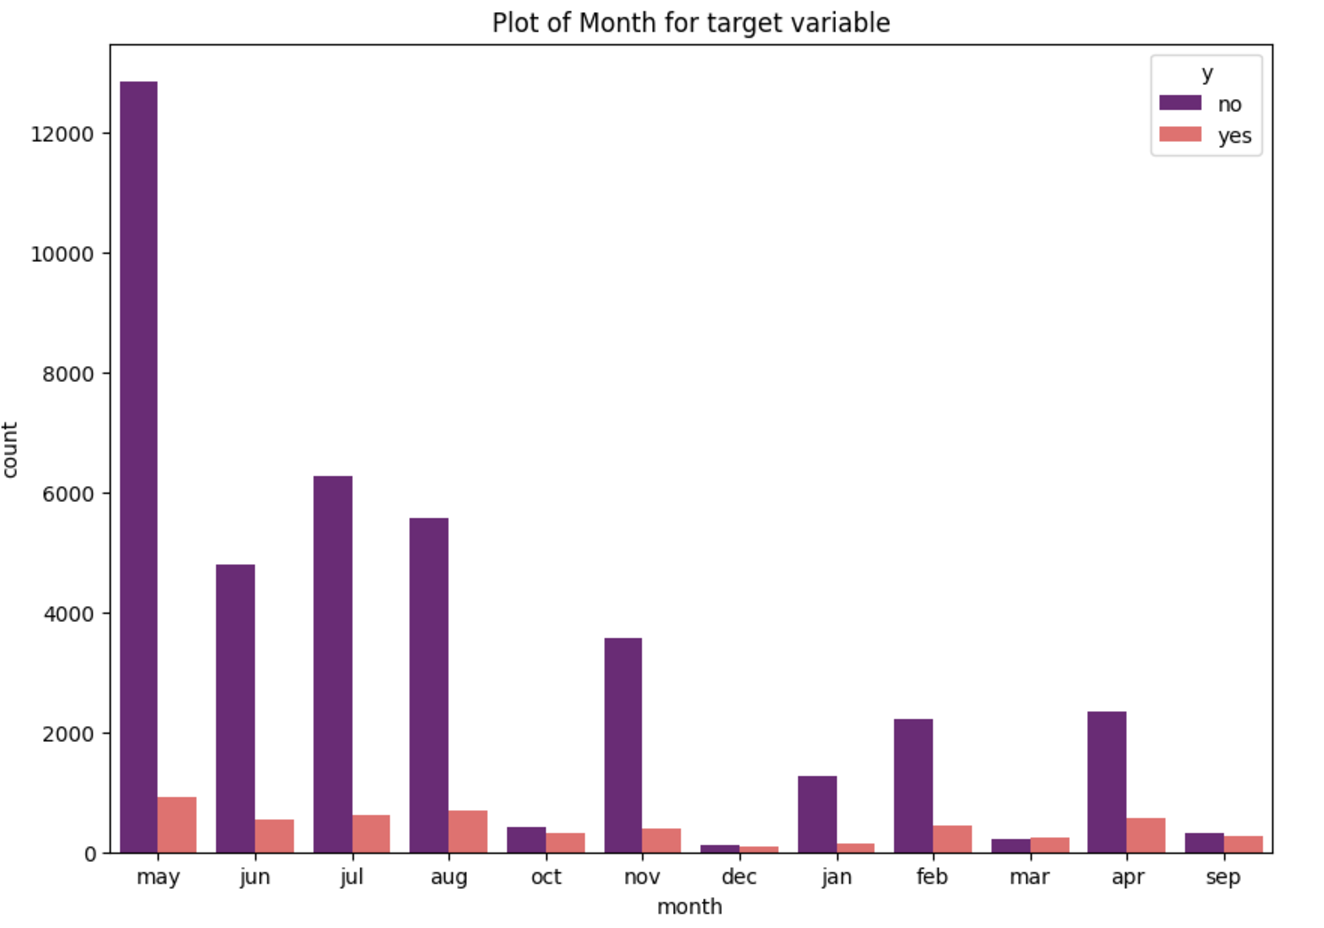 Plot of Month for target variable
y
no
yes
12000
10000
8000
6000
4000
2000
0
count
may jun jul aug oct nov dec jan feb mar apr sep
month